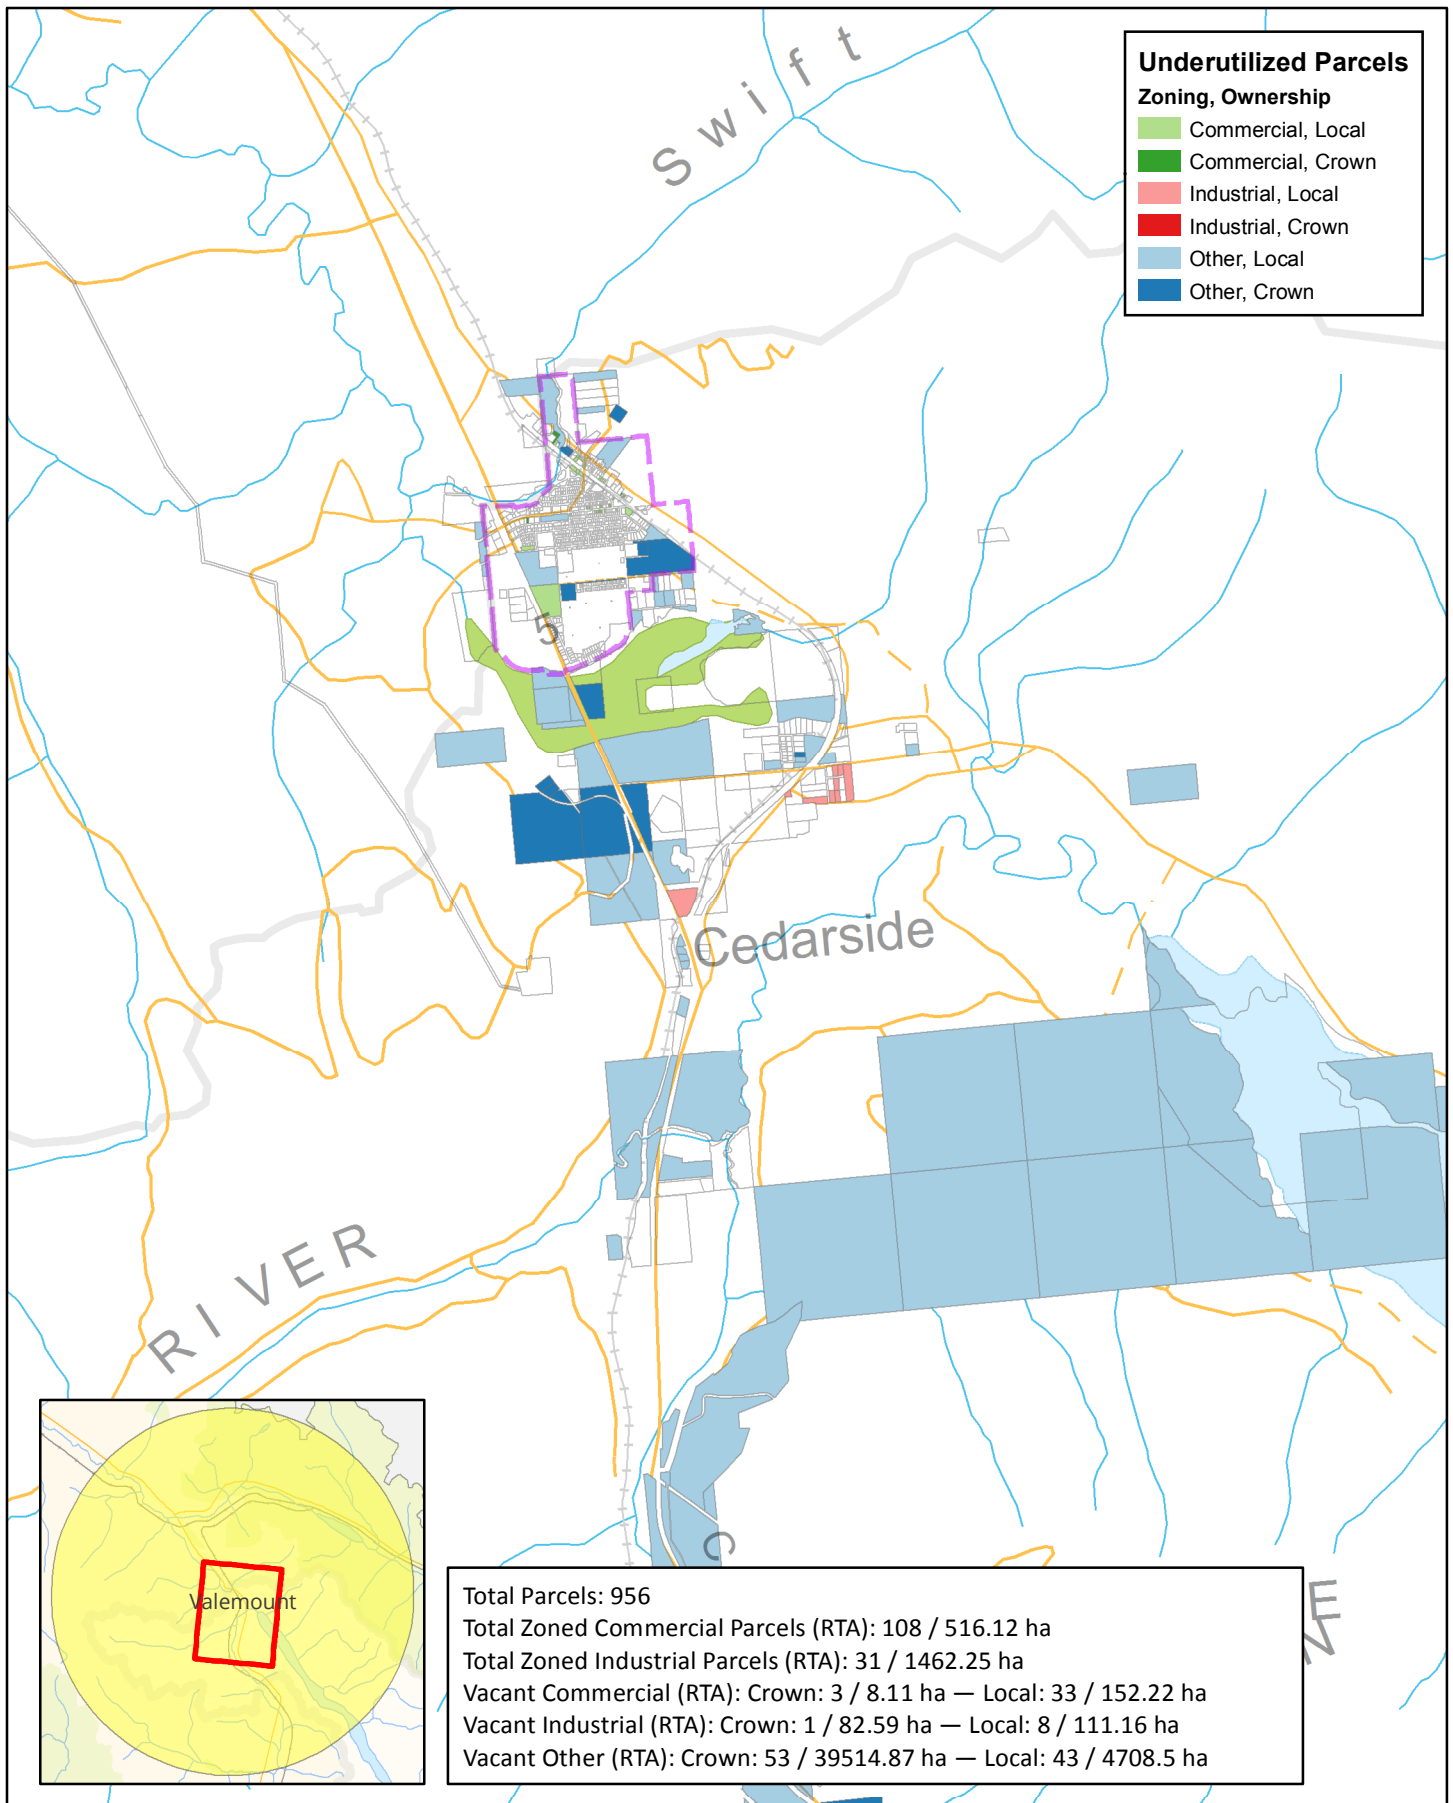 Swift
Underutilized Parcels
Zoning, Ownership
Commercial, Local
Commercial, Crown
Industrial, Local
Industrial, Crown
Other, Local
Other, Crown
5
Cedarside
RIVER
C
E
N
Valemount
Total Parcels: 956
Total Zoned Commercial Parcels (RTA): 108 / 516.12 ha
Total Zoned Industrial Parcels (RTA): 31 / 1462.25 ha
Vacant Commercial (RTA): Crown: 3 / 8.11 ha — Local: 33 / 152.22 ha
Vacant Industrial (RTA): Crown: 1 / 82.59 ha — Local: 8 / 111.16 ha
Vacant Other (RTA): Crown: 53 / 39514.87 ha — Local: 43 / 4708.5 ha